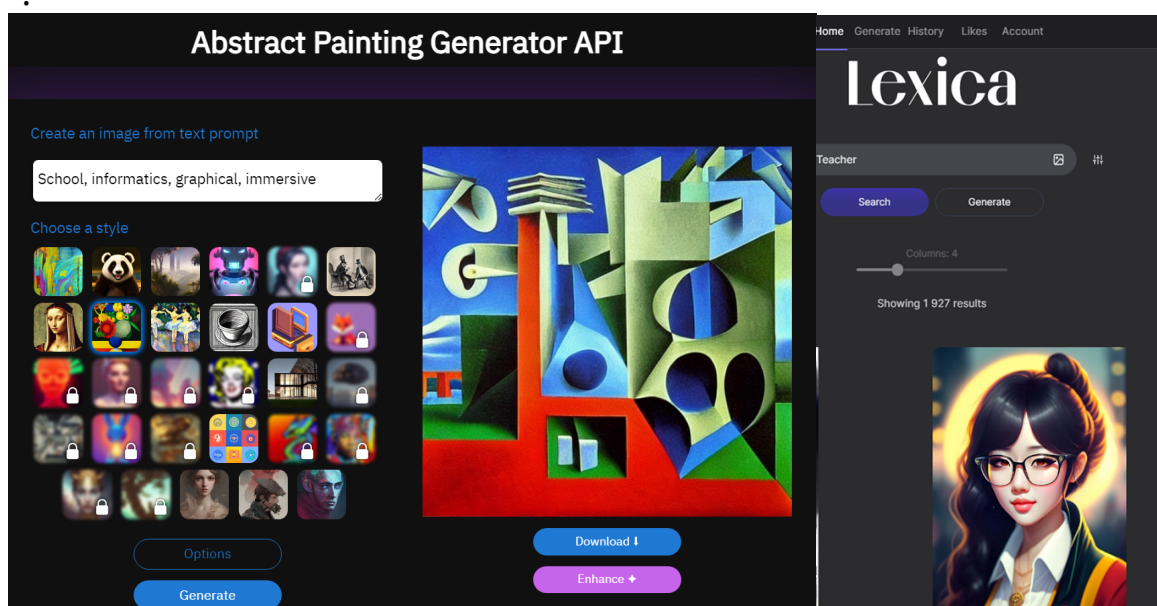 Abstract Painting Generator API
Create an image from text prompt
School, informatics, graphical, immersive
Choose a style
Options
Generate
Download
Enhance
Home Generate History Likes Account
Lexica
Teacher
Search Generate
Columns: 4
Showing 1 927 results